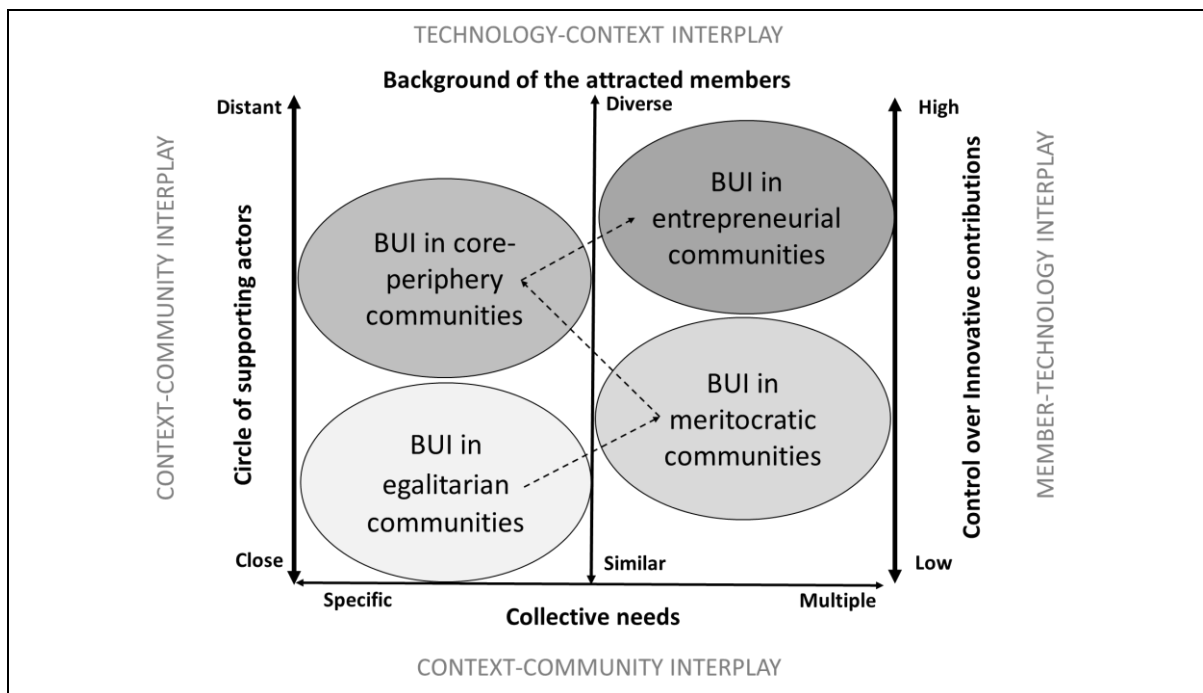 TECHNOLOGY-CONTEXT INTERPLAY
Background of the attracted members
Distant
Diverse
High
CONTEXT-COMMUNITY INTERPLAY
Circle of supporting actors
BUI in core-
periphery
communities
BUI in
entrepreneurial
communities
BUI in
egalitarian
communities
BUI in
meritocratic
communities
Control over Innovative contributions
MEMBER-TECHNOLOGY INTERPLAY
Close
Similar
Low
Specific
Multiple
Collective needs
CONTEXT-COMMUNITY INTERPLAY